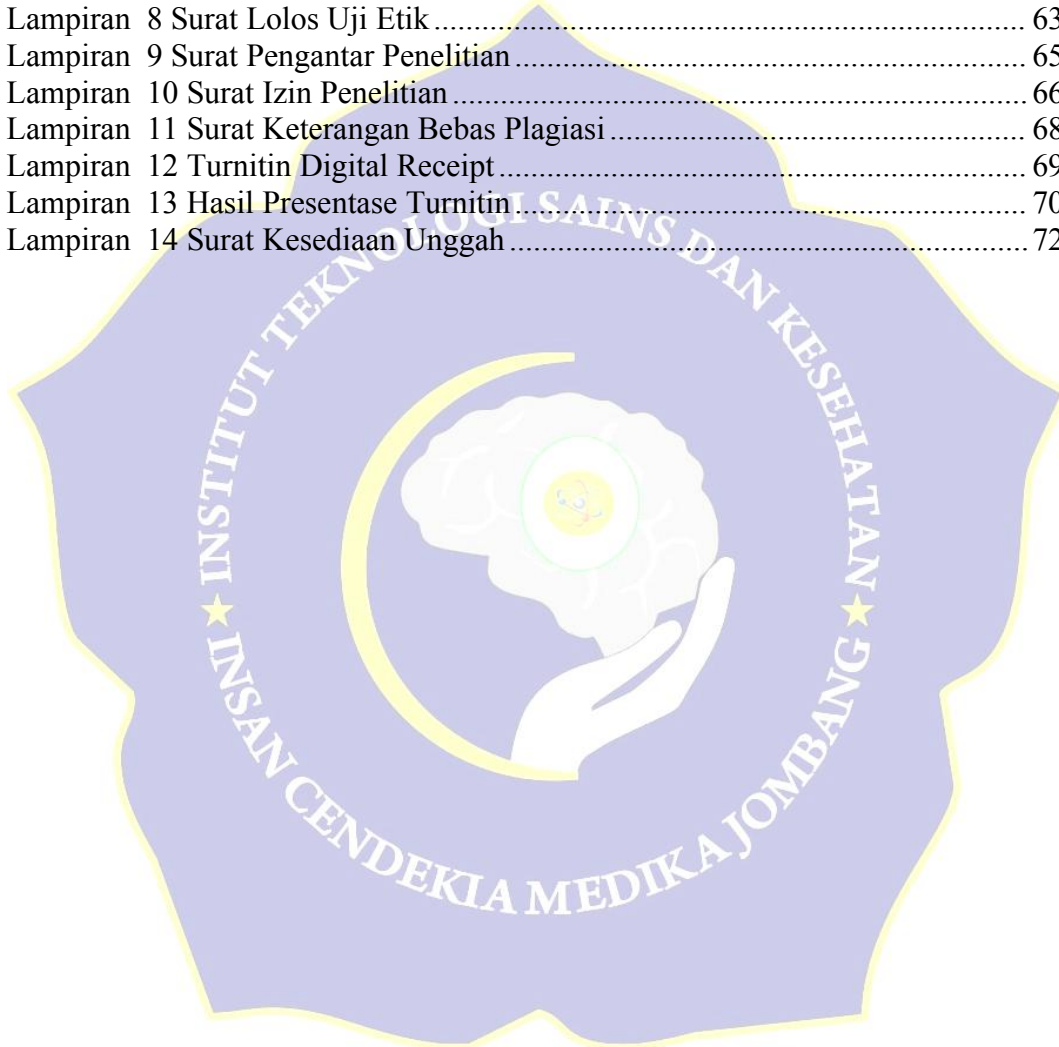 Lampiran 8 Surat Lolos Uji Etik ........................................................................................ 63
Lampiran 9 Surat Pengantar Penelitian ............................................................................ 65
Lampiran 10 Surat Izin Penelitian .................................................................................... 66
Lampiran 11 Surat Keterangan Bebas Plagiasi ................................................................ 68
Lampiran 12 Turnitin Digital Receipt ............................................................................... 69
Lampiran 13 Hasil Presentase Turnitin ............................................................................ 70
Lampiran 14 Surat Kesediaan Unggah ............................................................................. 72
INSTITUT TEKNOLOGI SAINS DAN KESEHATAN
INSAN CENDEKIA MEDIKA JOMBANG